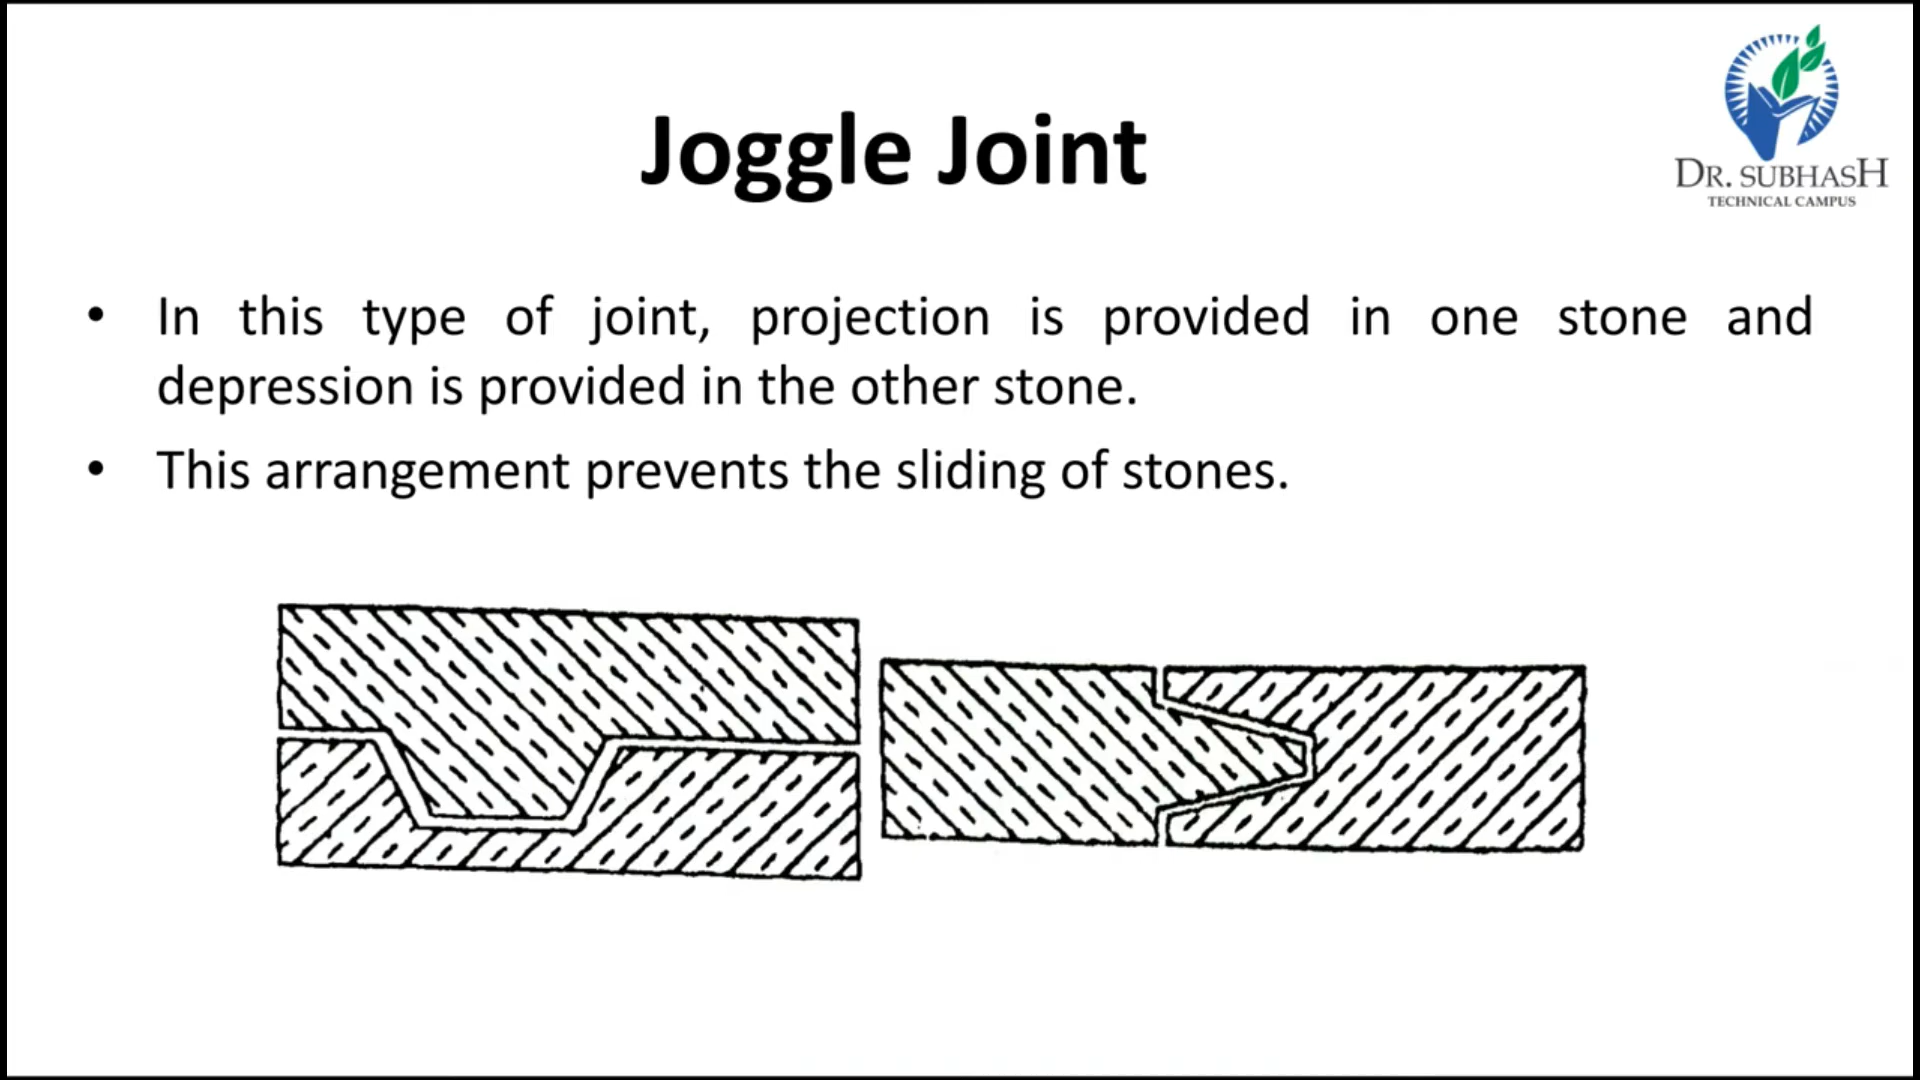 Joggle Joint
DR. SUBHASH
TECHNICAL CAMPUS
• In this type of joint, projection is provided in one stone and
depression is provided in the other stone.
• This arrangement prevents the sliding of stones.